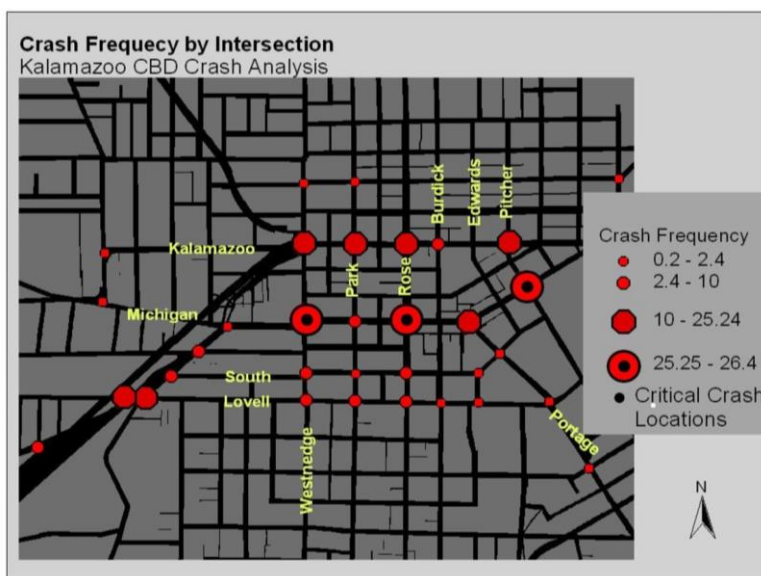 Crash Frequecy by Intersection
Kalamazoo CBD Crash Analysis
Burdick
Edwards
Pitcher
Kalamazoo
Park
Rose
Michigan
South
Lovell
Westnedge
Portage
Crash Frequency
0.2 - 2.4
2.4 - 10
10 - 25.24
25.25 - 26.4
Critical Crash
Locations
N